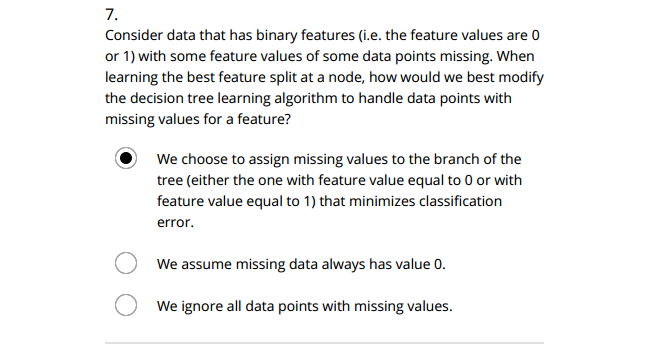 7.
Consider data that has binary features (i.e. the feature values are 0
or 1) with some feature values of some data points missing. When
learning the best feature split at a node, how would we best modify
the decision tree learning algorithm to handle data points with
missing values for a feature?
We choose to assign missing values to the branch of the
tree (either the one with feature value equal to 0 or with
feature value equal to 1) that minimizes classification
error.
We assume missing data always has value 0.
We ignore all data points with missing values.